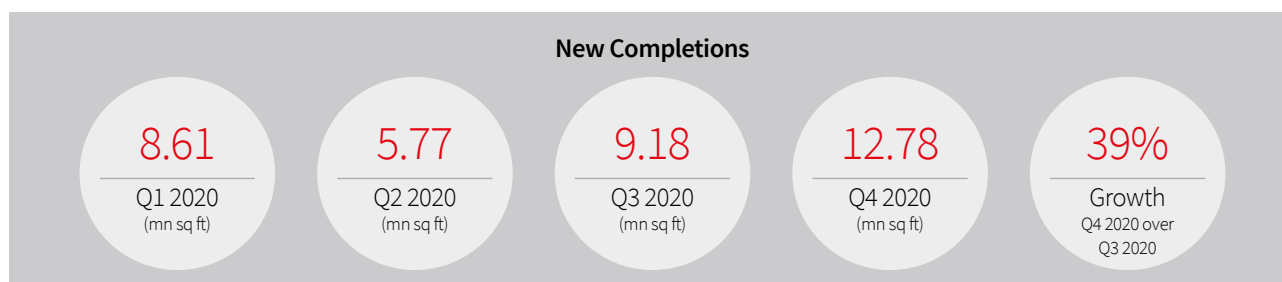 New Completions
8.61
Q1 2020
(mn sq ft)
5.77
Q2 2020
(mn sq ft)
9.18
Q3 2020
(mn sq ft)
12.78
Q4 2020
(mn sq ft)
39%
Growth
Q4 2020 over
Q3 2020